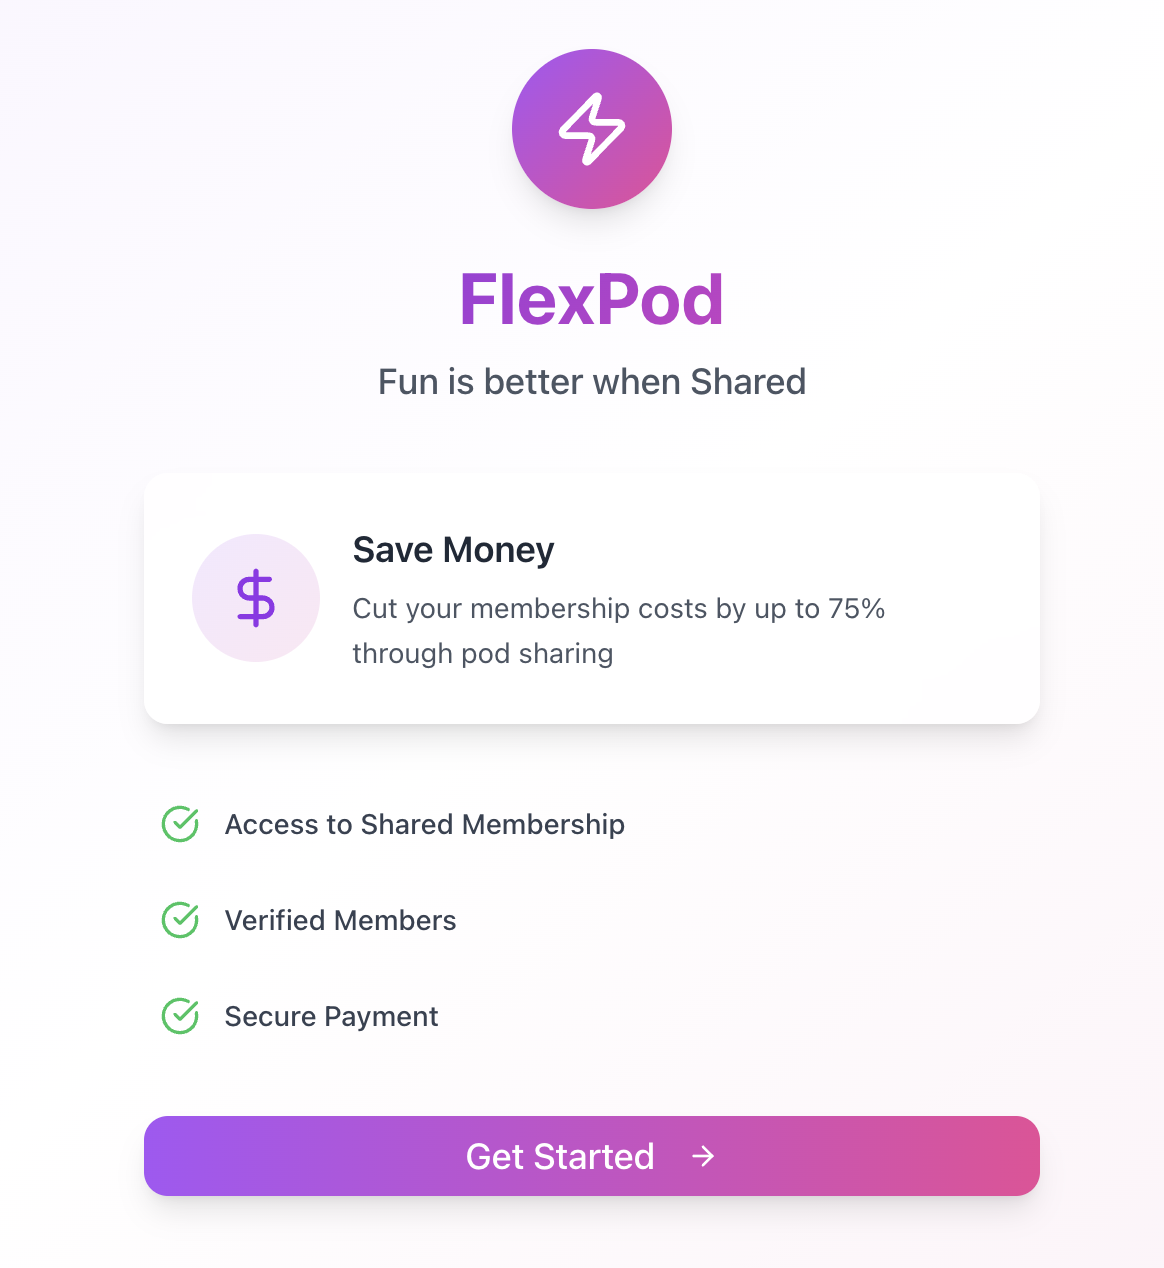 FlexPod
Fun is better when Shared
Save Money
Cut your membership costs by up to 75%
through pod sharing
Access to Shared Membership
Verified Members
Secure Payment
Get Started →